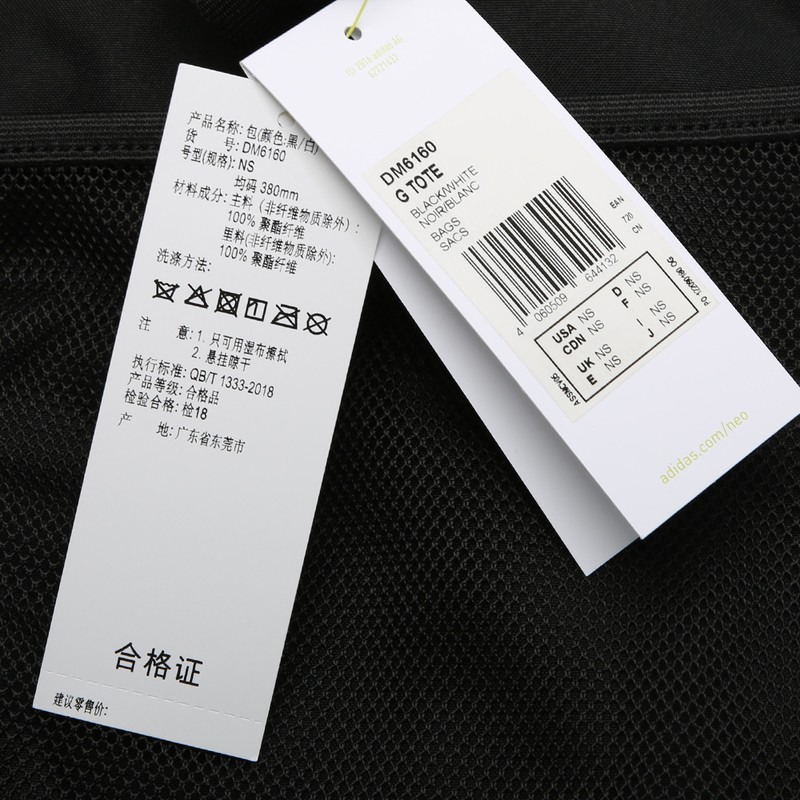 产品名称: 包(颜色:黑/白)
货 号: DM6160
号型(规格): NS
均码 380mm
材料成分: 主料 (非纤维物质除外) :
100% 聚酯纤维
里料(非纤维物质除外):
100% 聚酯纤维
洗涤方法:
注 意: 1. 只可用湿布擦拭
2. 悬挂晾干
执行标准: QB/T 1333-2018
产品等级: 合格品
检验合格: 检18
产 地: 广东省东莞市
合格证
建议零售价:
DM6160
G TOTE
BLACK/WHITE
NOIR/BLANC
BAGS
SACS
EAN
T20
CN
4 060509 644132
USA NS D NS
CDN NS F NS
UK NS I NS
E NS J NS
adidas.com/neo